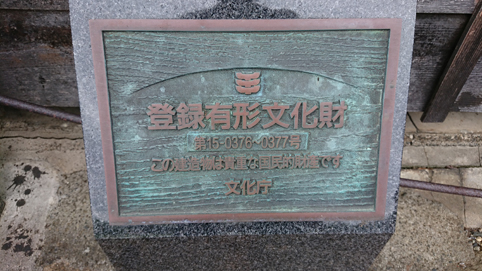 登録有形文化財
第15-0376~0377号
この建造物は貴重な国民的財産です
文化庁